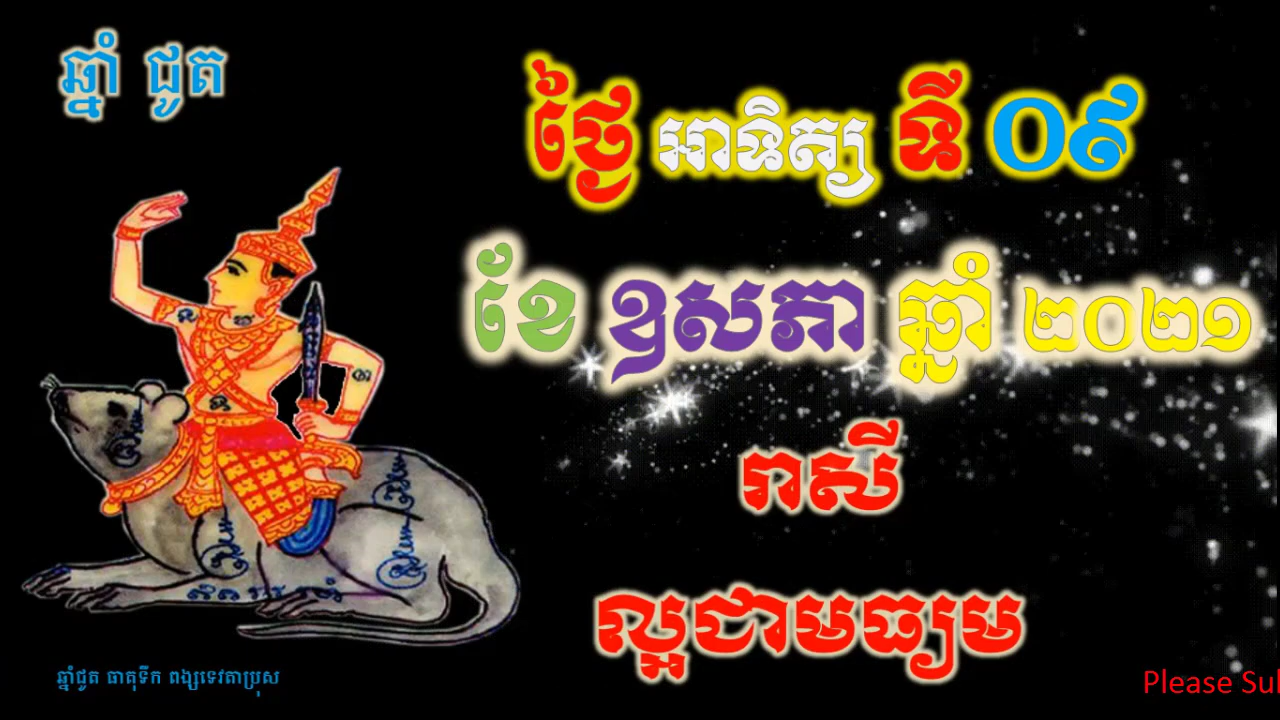 ឆ្នាំ ជូត
ថ្ងៃ អាទិត្យ ទី ០៩
ខែ ឧសភា ឆ្នាំ ២០២១
រាសី
ល្អជាមធ្យម
ឆ្នាំជូត ធាតុទឹក ពង្សទេវតាប្រុស
Please Sul